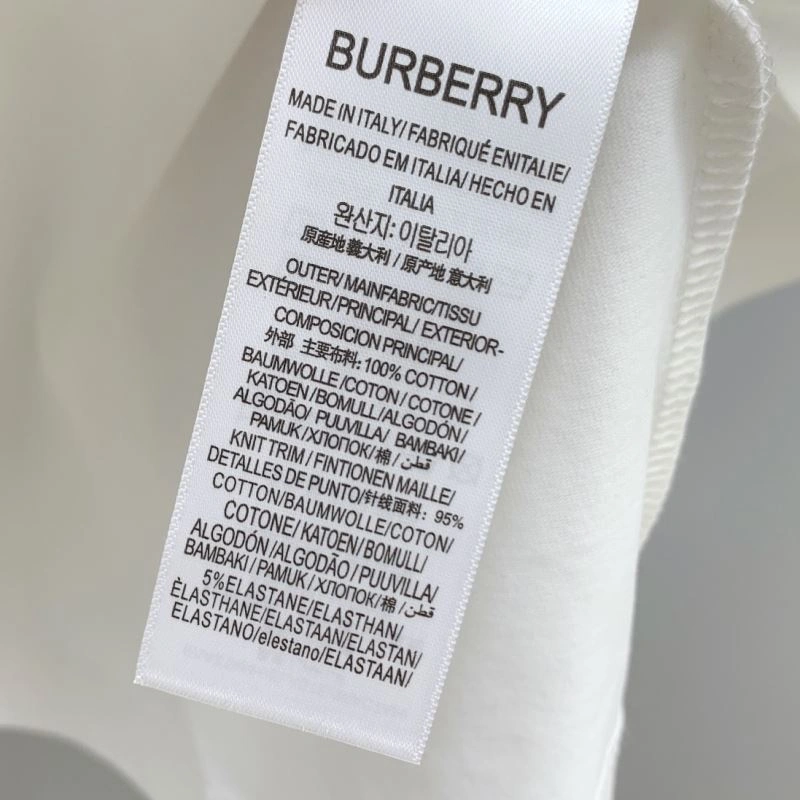 BURBERRY
MADE IN ITALY/ FABRIQUÉ ENITALIE/
FABRICADO EM ITALIA/ HECHO EN
ITALIA
완산지: 이탈리아
原産地 義大利 / 原产地 意大利
OUTER/ MAINFABRIC/TISSU
EXTÉRIEUR/PRINCIPAL/ EXTERIOR-
COMPOSICION PRINCIPAL/
外部 主要布料: 100% COTTON /
BAUMWOLLE /COTON / COTONE /
KATOEN / BOMULL/ ALGODÓN /
ALGODÃO/ PUUVILLA/ BAMBAKI/
PAMUK / ХЛОПОК/ 棉 / قطن /
KNIT TRIM / FINTIONEN MAILLE/
DETALLES DE PUNTO/针线面料: 95%
COTTON/BAUMWOLLE/COTON/
COTONE/ KATOEN/ BOMULL/
ALGODÓN /ALGODÃO / PUUVILLA/
BAMBAKI / PAMUK/ ХЛОПОК/棉 / قطن /
5%ELASTANE/ELASTHAN/
ÈLASTHANE/ELASTAAN/ELASTAN/
ELASTANO/elestano/ELASTAAN/